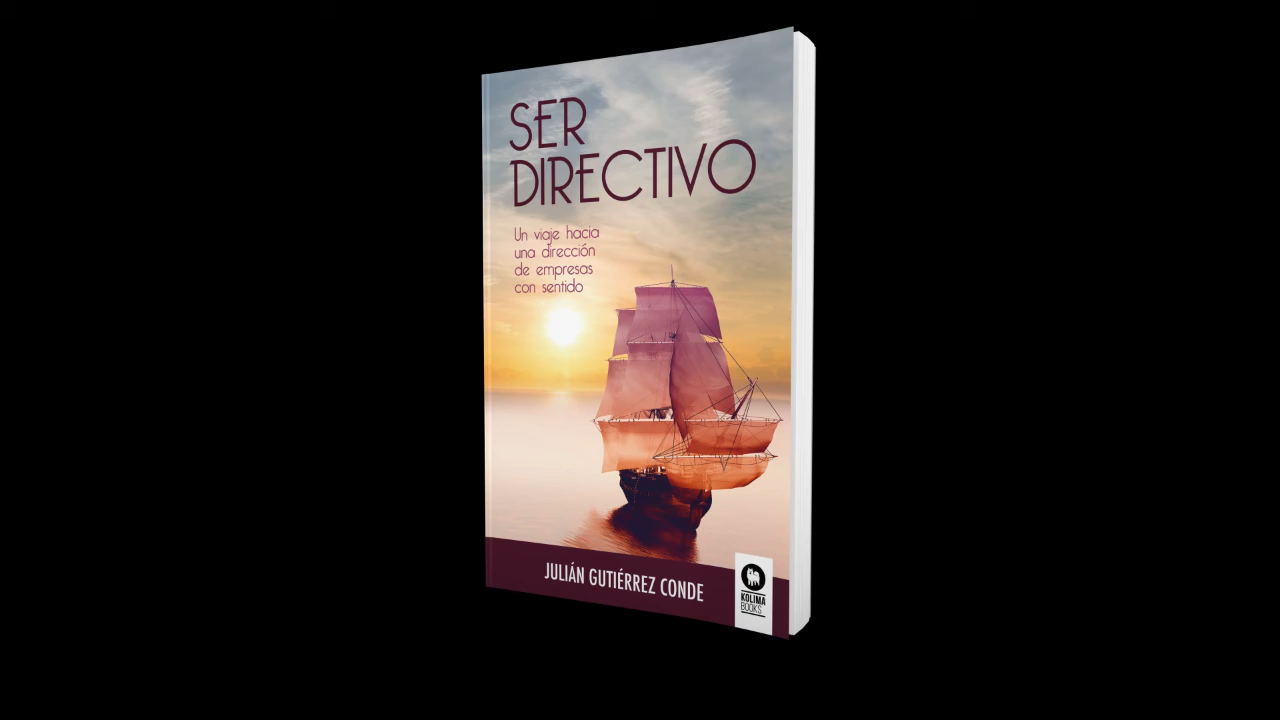 SER
DIRECTIVO
Un viaje hacia
una dirección
de empresas
con sentido
JULIÁN GUTIÉRREZ CONDE
KOLIMA
BOOKS